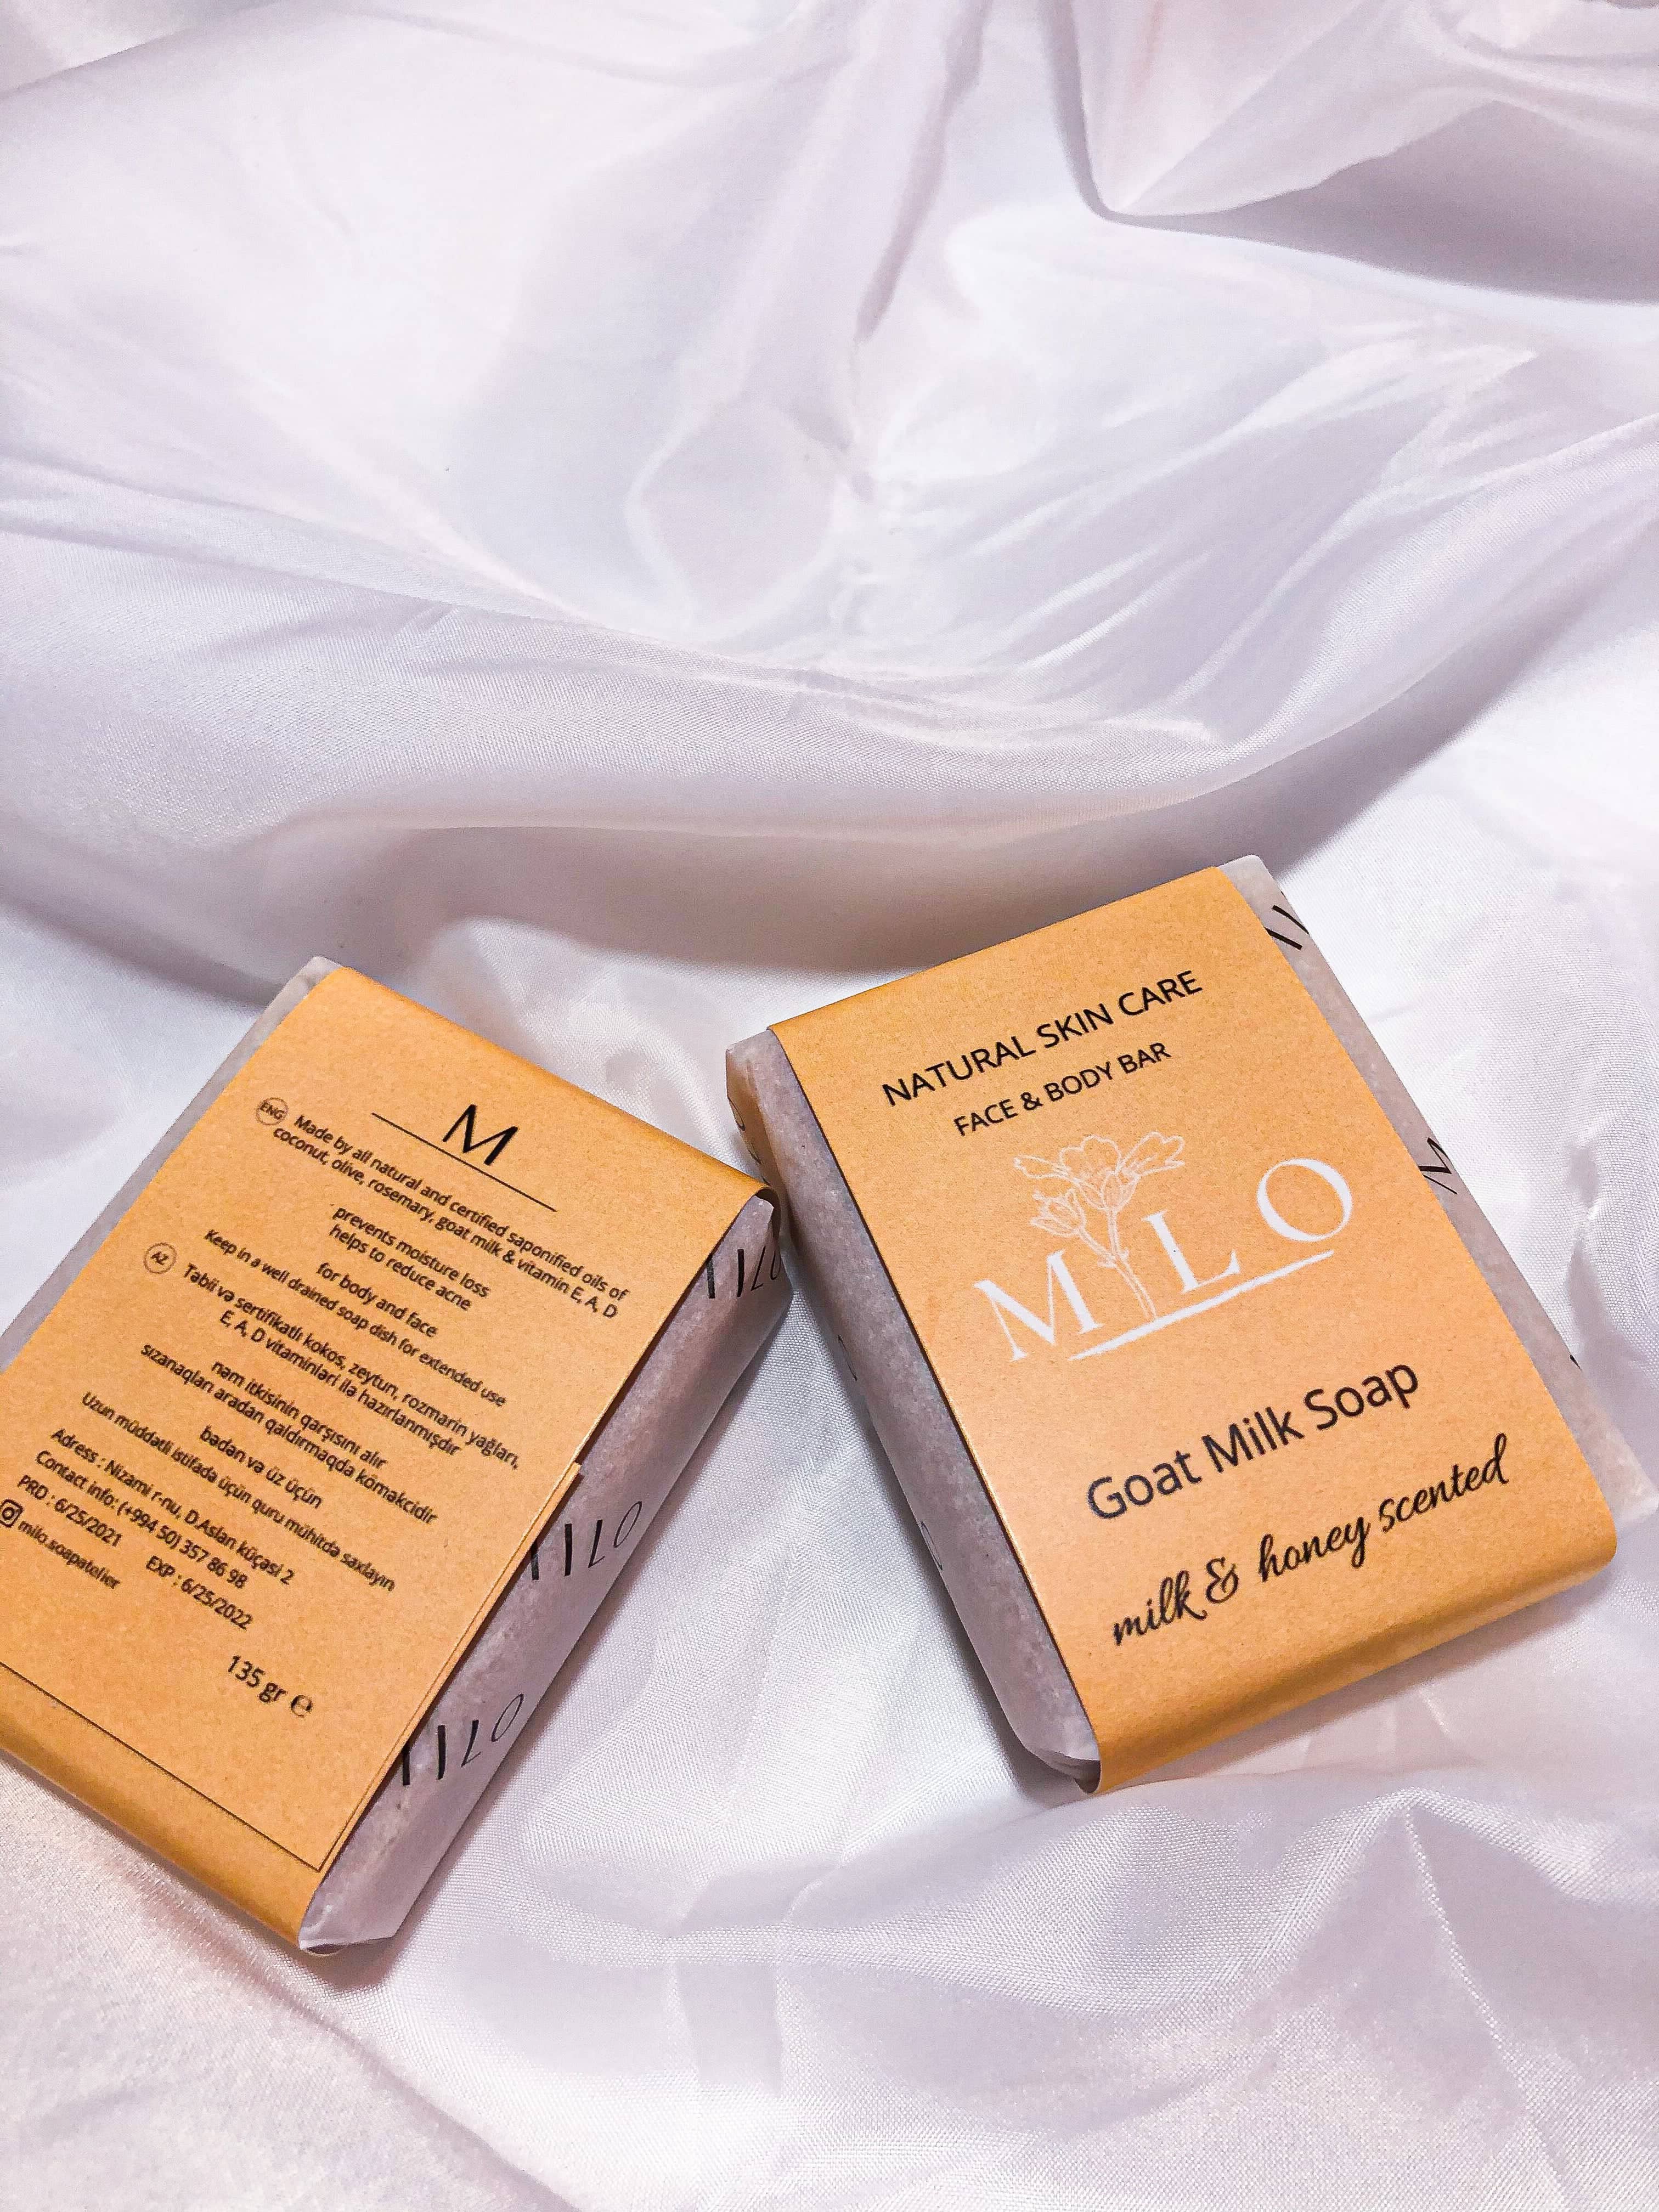 M
ENG Made by all natural and certified saponified oils of
coconut, olive, rosemary, goat milk & vitamin E, A, D
prevents moisture loss
helps to reduce acne
for body and face
Keep in a well drained soap dish for extended use
AZ Təbii və sertifikatlı kokos, zeytun, rozmarin yağları,
E, A, D vitaminləri ilə hazırlanmışdır
nəm itkisinin qarşısını alır
sızanaqları aradan qaldırmaqda köməkcidir
bədən və üz üçün
Uzun müddətli istifadə üçün quru mühitdə saxlayın
Adress : Nizami r-nu, D.Aslan küçəsi 2
Contact info: (+994 50) 357 86 98
PRD : 6/25/2021 EXP : 6/25/2022
milo.soapatelier
135 gr ℮
MILO
MILO
MILO
NATURAL SKIN CARE
FACE & BODY BAR
MILO
Goat Milk Soap
milk & honey scented